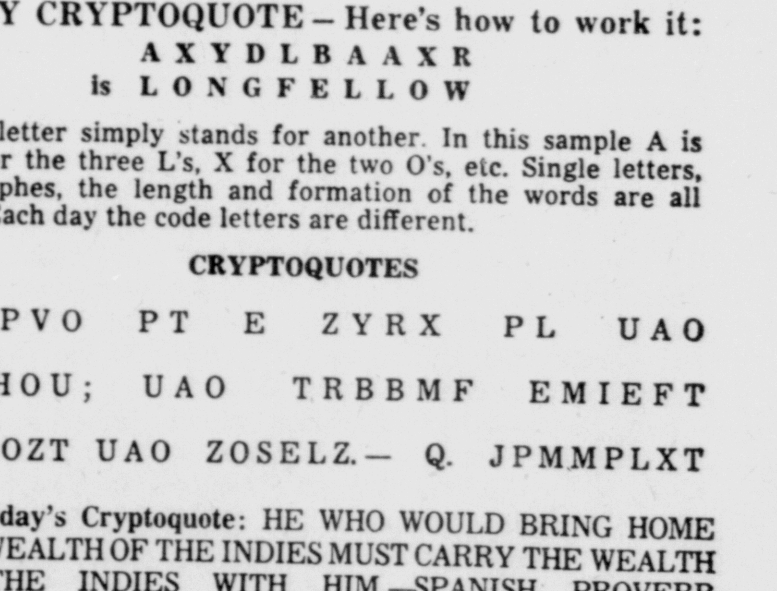 Y CRYPTOQUOTE – Here's how to work it:
A X Y D L B A A X R
is L O N G F E L L O W
letter simply stands for another. In this sample A is
r the three L's, X for the two O's, etc. Single letters,
phes, the length and formation of the words are all
ach day the code letters are different.
CRYPTOQUOTES
PVO PT E ZYRX PL UAO
OU; UAO TRBBMF EMIEFT
OZT UAO ZOSELZ.— Q. JPMMPLXT
day's Cryptoquote: HE WHO WOULD BRING HOME
WEALTH OF THE INDIES MUST CARRY THE WEALTH
THE INDIES WITH HIM.—SPANISH PROVERB